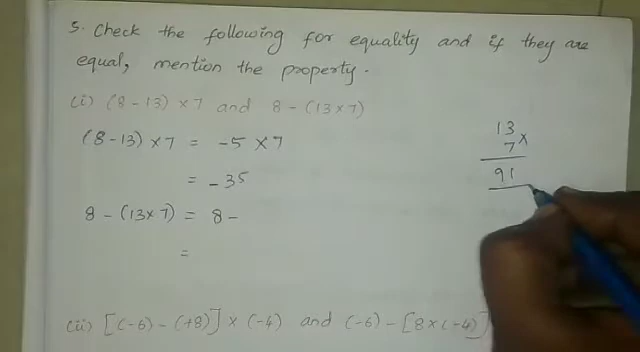 5. Check the following for equality and if they are
equal, mention the property.
(i) (8-13) × 7 and 8 - (13 × 7)
(8-13) × 7 = -5 × 7
= -35
8 - (13 × 7) = 8 -
=
13
7 ×
91
(ii) [(-6) - (+8)] × (-4) and (-6) - [8 × (-4)]